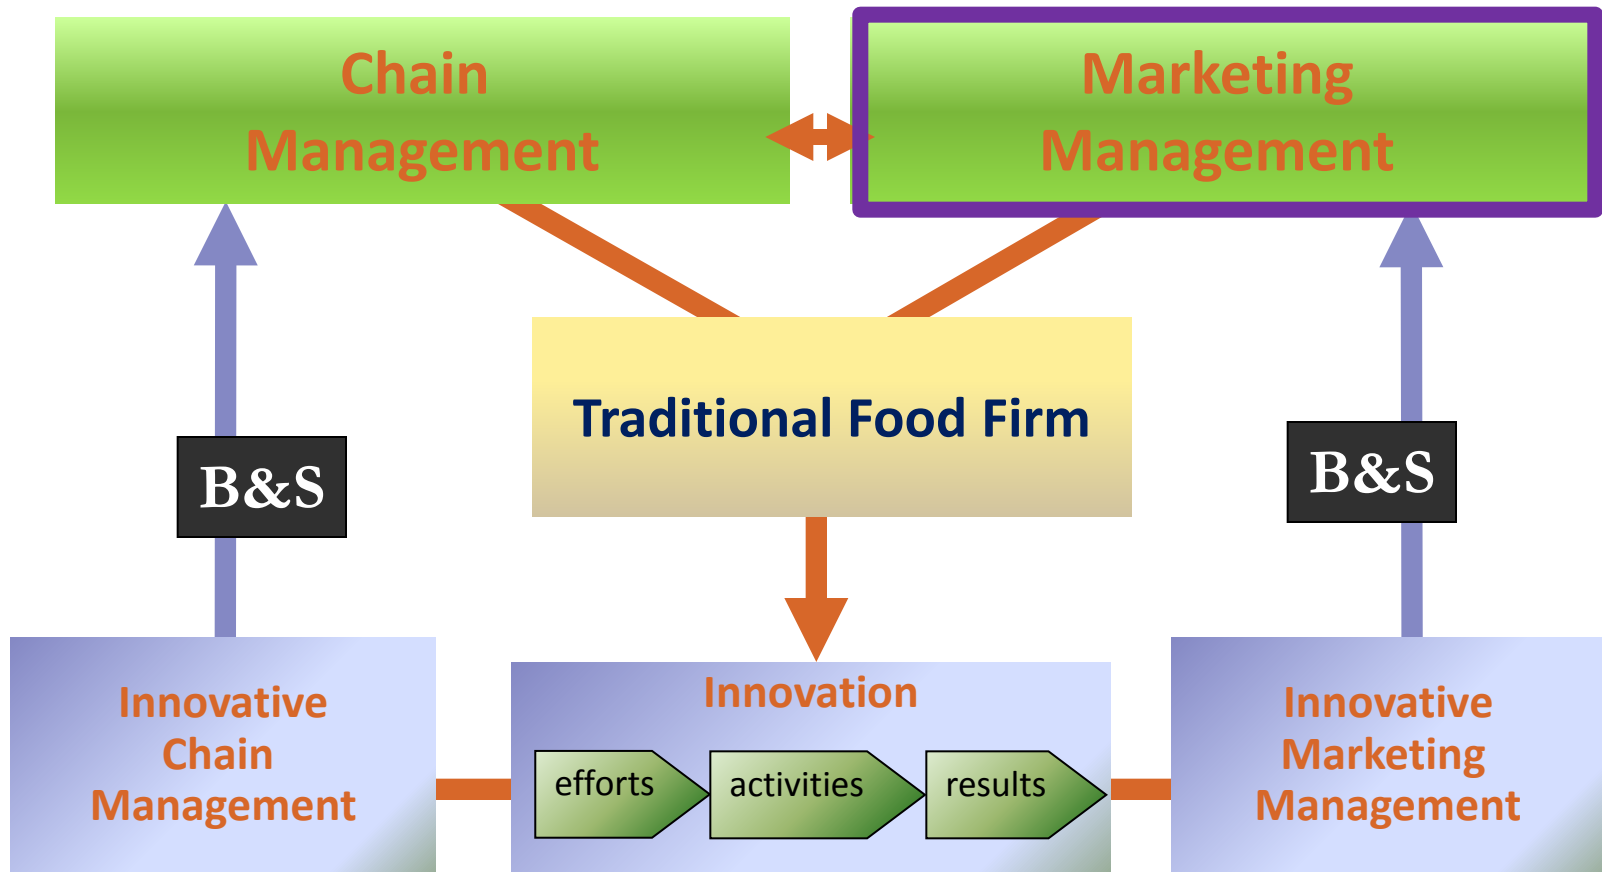 Chain
Management
Marketing
Management
Traditional Food Firm
B&S
B&S
Innovative
Chain
Management
Innovation
efforts
activities
results
Innovative
Marketing
Management